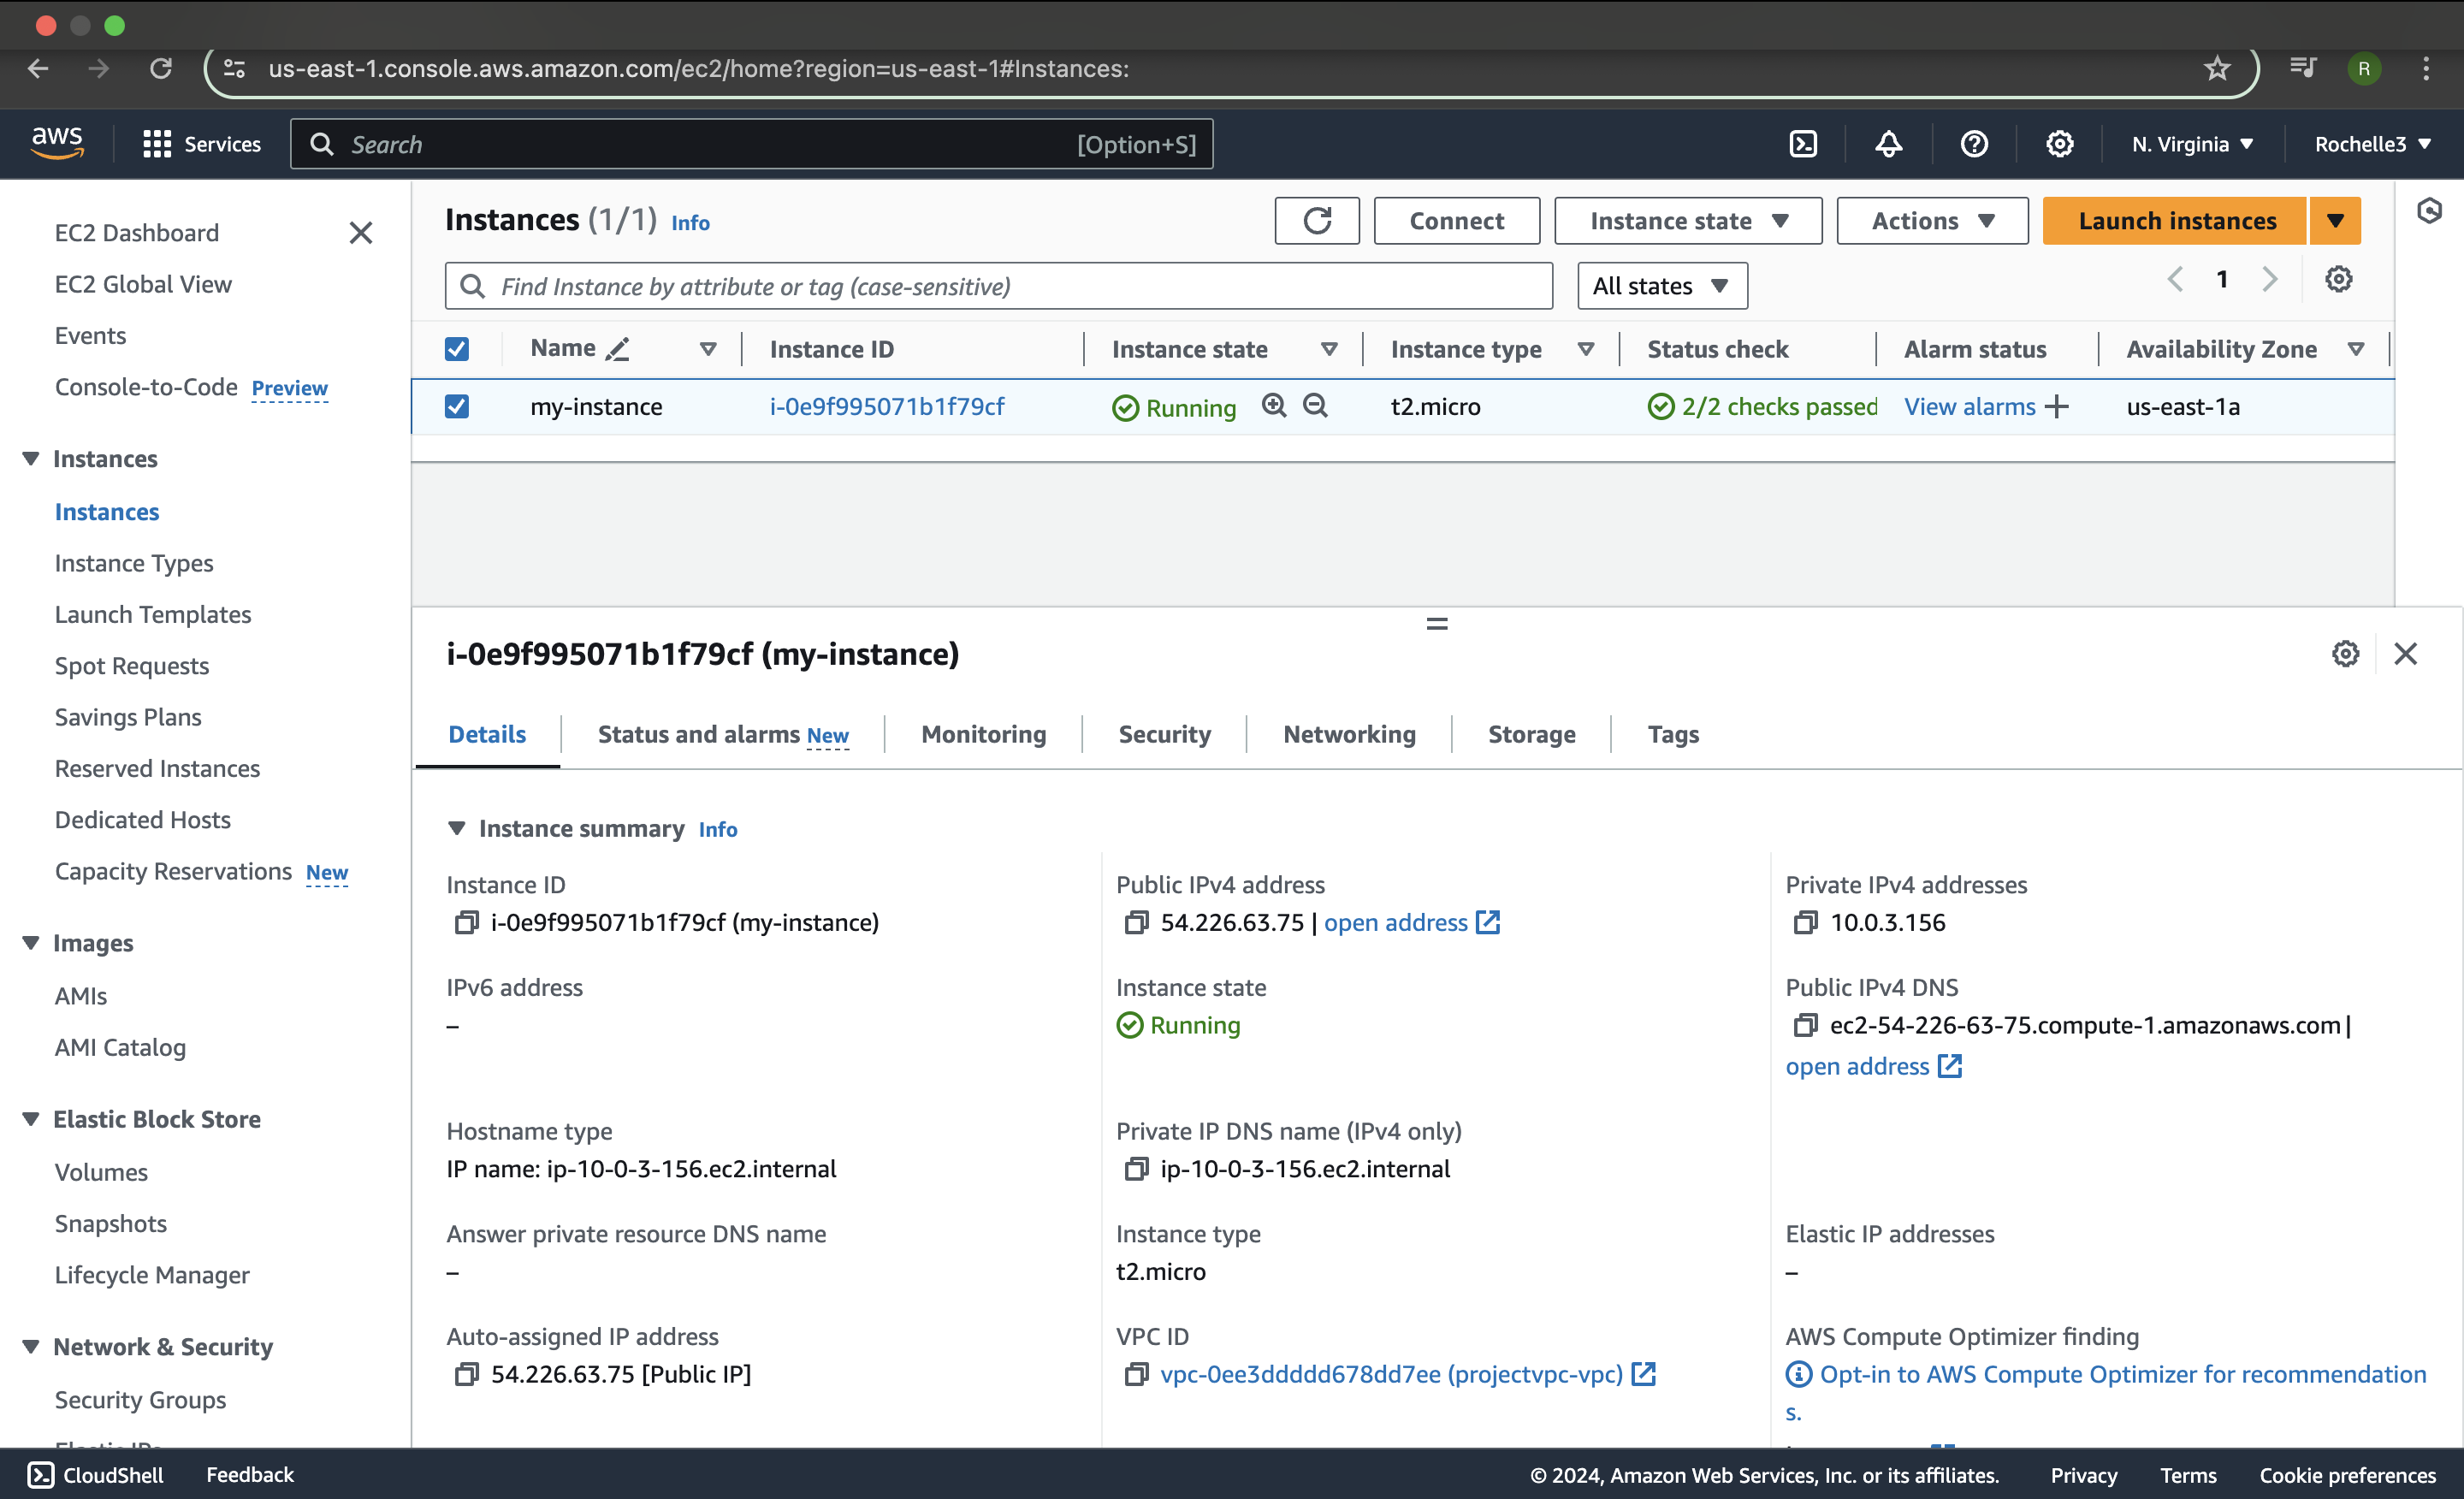 us-east-1.console.aws.amazon.com/ec2/home?region=us-east-1#Instances:
R
aws
Services
Search
[Option+S]
N. Virginia
Rochelle3
EC2 Dashboard
EC2 Global View
Events
Console-to-Code Preview
Instances
Instances
Instance Types
Launch Templates
Spot Requests
Savings Plans
Reserved Instances
Dedicated Hosts
Capacity Reservations New
Images
AMIs
AMI Catalog
Elastic Block Store
Volumes
Snapshots
Lifecycle Manager
Network & Security
Security Groups
Instances (1/1) Info
Connect
Instance state
Actions
Launch instances
Find Instance by attribute or tag (case-sensitive)
All states
1
Name
Instance ID
Instance state
Instance type
Status check
Alarm status
Availability Zone
my-instance
i-0e9f995071b1f79cf
Running
t2.micro
2/2 checks passed
View alarms
us-east-1a
i-0e9f995071b1f79cf (my-instance)
Details
Status and alarms New
Monitoring
Security
Networking
Storage
Tags
Instance summary Info
Instance ID
i-0e9f995071b1f79cf (my-instance)
Public IPv4 address
54.226.63.75 | open address
Private IPv4 addresses
10.0.3.156
IPv6 address
–
Instance state
Running
Public IPv4 DNS
ec2-54-226-63-75.compute-1.amazonaws.com |
open address
Hostname type
IP name: ip-10-0-3-156.ec2.internal
Private IP DNS name (IPv4 only)
ip-10-0-3-156.ec2.internal
Answer private resource DNS name
–
Instance type
t2.micro
Elastic IP addresses
–
Auto-assigned IP address
54.226.63.75 [Public IP]
VPC ID
vpc-0ee3ddddd678dd7ee (projectvpc-vpc)
AWS Compute Optimizer finding
Opt-in to AWS Compute Optimizer for recommendation
s.
CloudShell
Feedback
© 2024, Amazon Web Services, Inc. or its affiliates.
Privacy
Terms
Cookie preferences